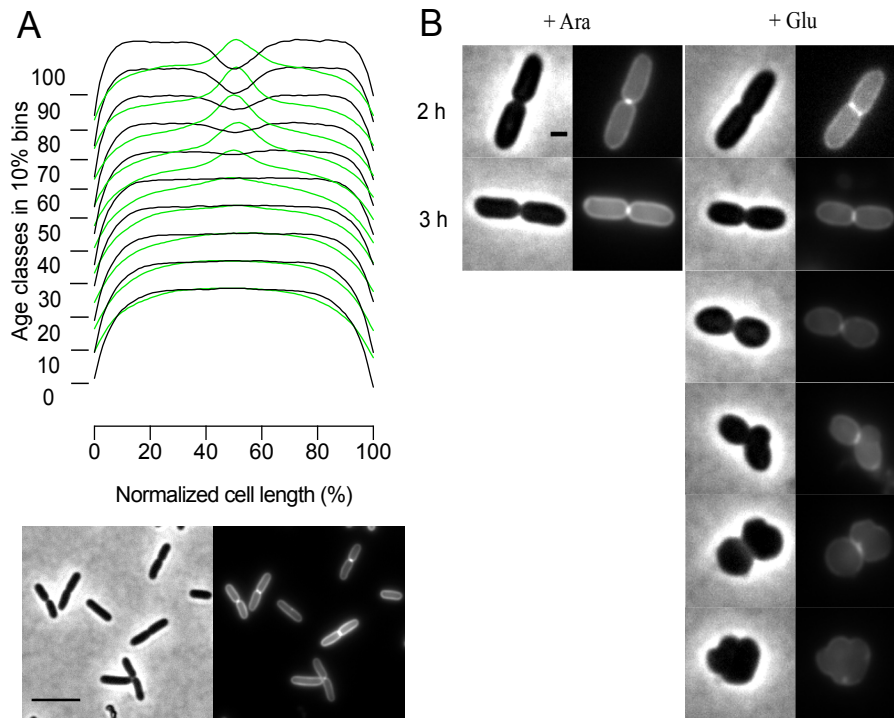 A
Age classes in 10% bins
100
90
80
70
60
50
40
30
20
10
0
0 20 40 60 80 100
Normalized cell length (%)
B
+ Ara + Glu
2 h
3 h